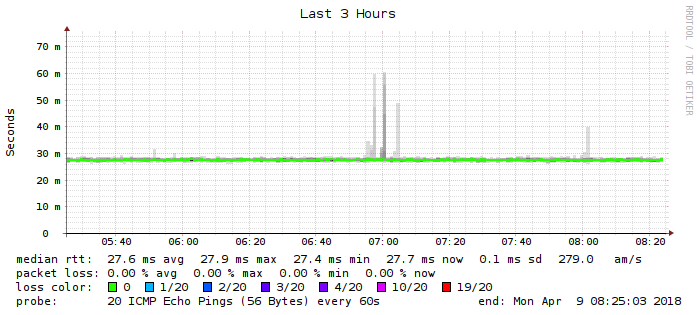 Last 3 Hours
RRDTOOL / TOBI OETIKER
Seconds
70 m
60 m
50 m
40 m
30 m
20 m
10 m
0
05:40 06:00 06:20 06:40 07:00 07:20 07:40 08:00 08:20
median rtt: 27.6 ms avg 27.9 ms max 27.4 ms min 27.7 ms now 0.1 ms sd 279.0 am/s
packet loss: 0.00 % avg 0.00 % max 0.00 % min 0.00 % now
loss color: 0 1/20 2/20 3/20 4/20 10/20 19/20
probe: 20 ICMP Echo Pings (56 Bytes) every 60s end: Mon Apr 9 08:25:03 2018